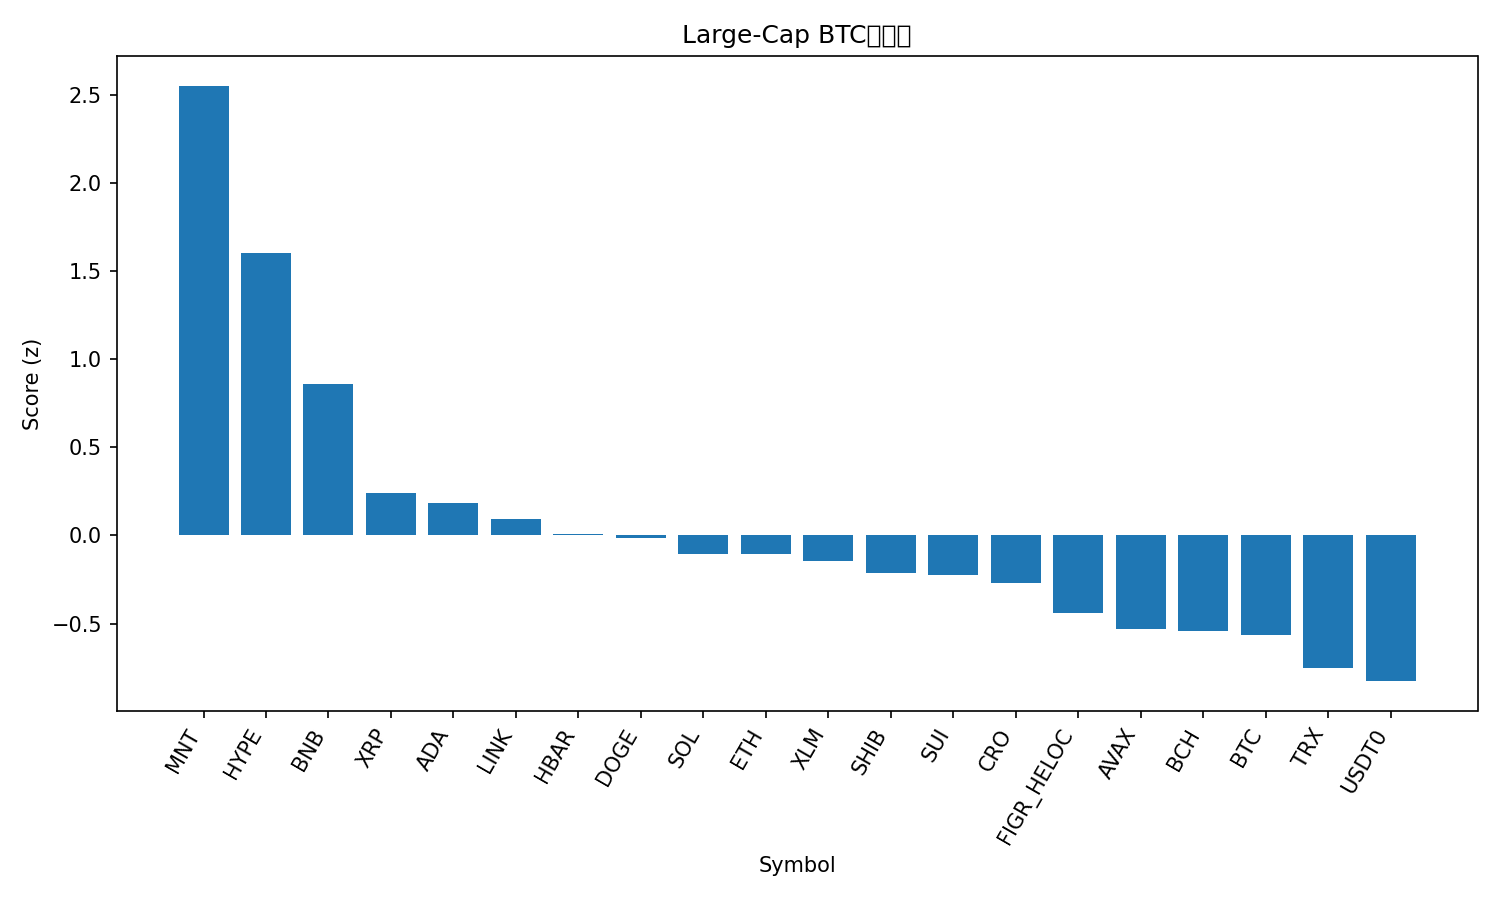 Large-Cap BTC
Score (z)
2.5
2.0
1.5
1.0
0.5
0.0
−0.5
MNT
HYPE
BNB
XRP
ADA
LINK
HBAR
DOGE
SOL
ETH
XLM
SHIB
SUI
CRO
FIGR_HELOC
AVAX
BCH
BTC
TRX
USDT0
Symbol